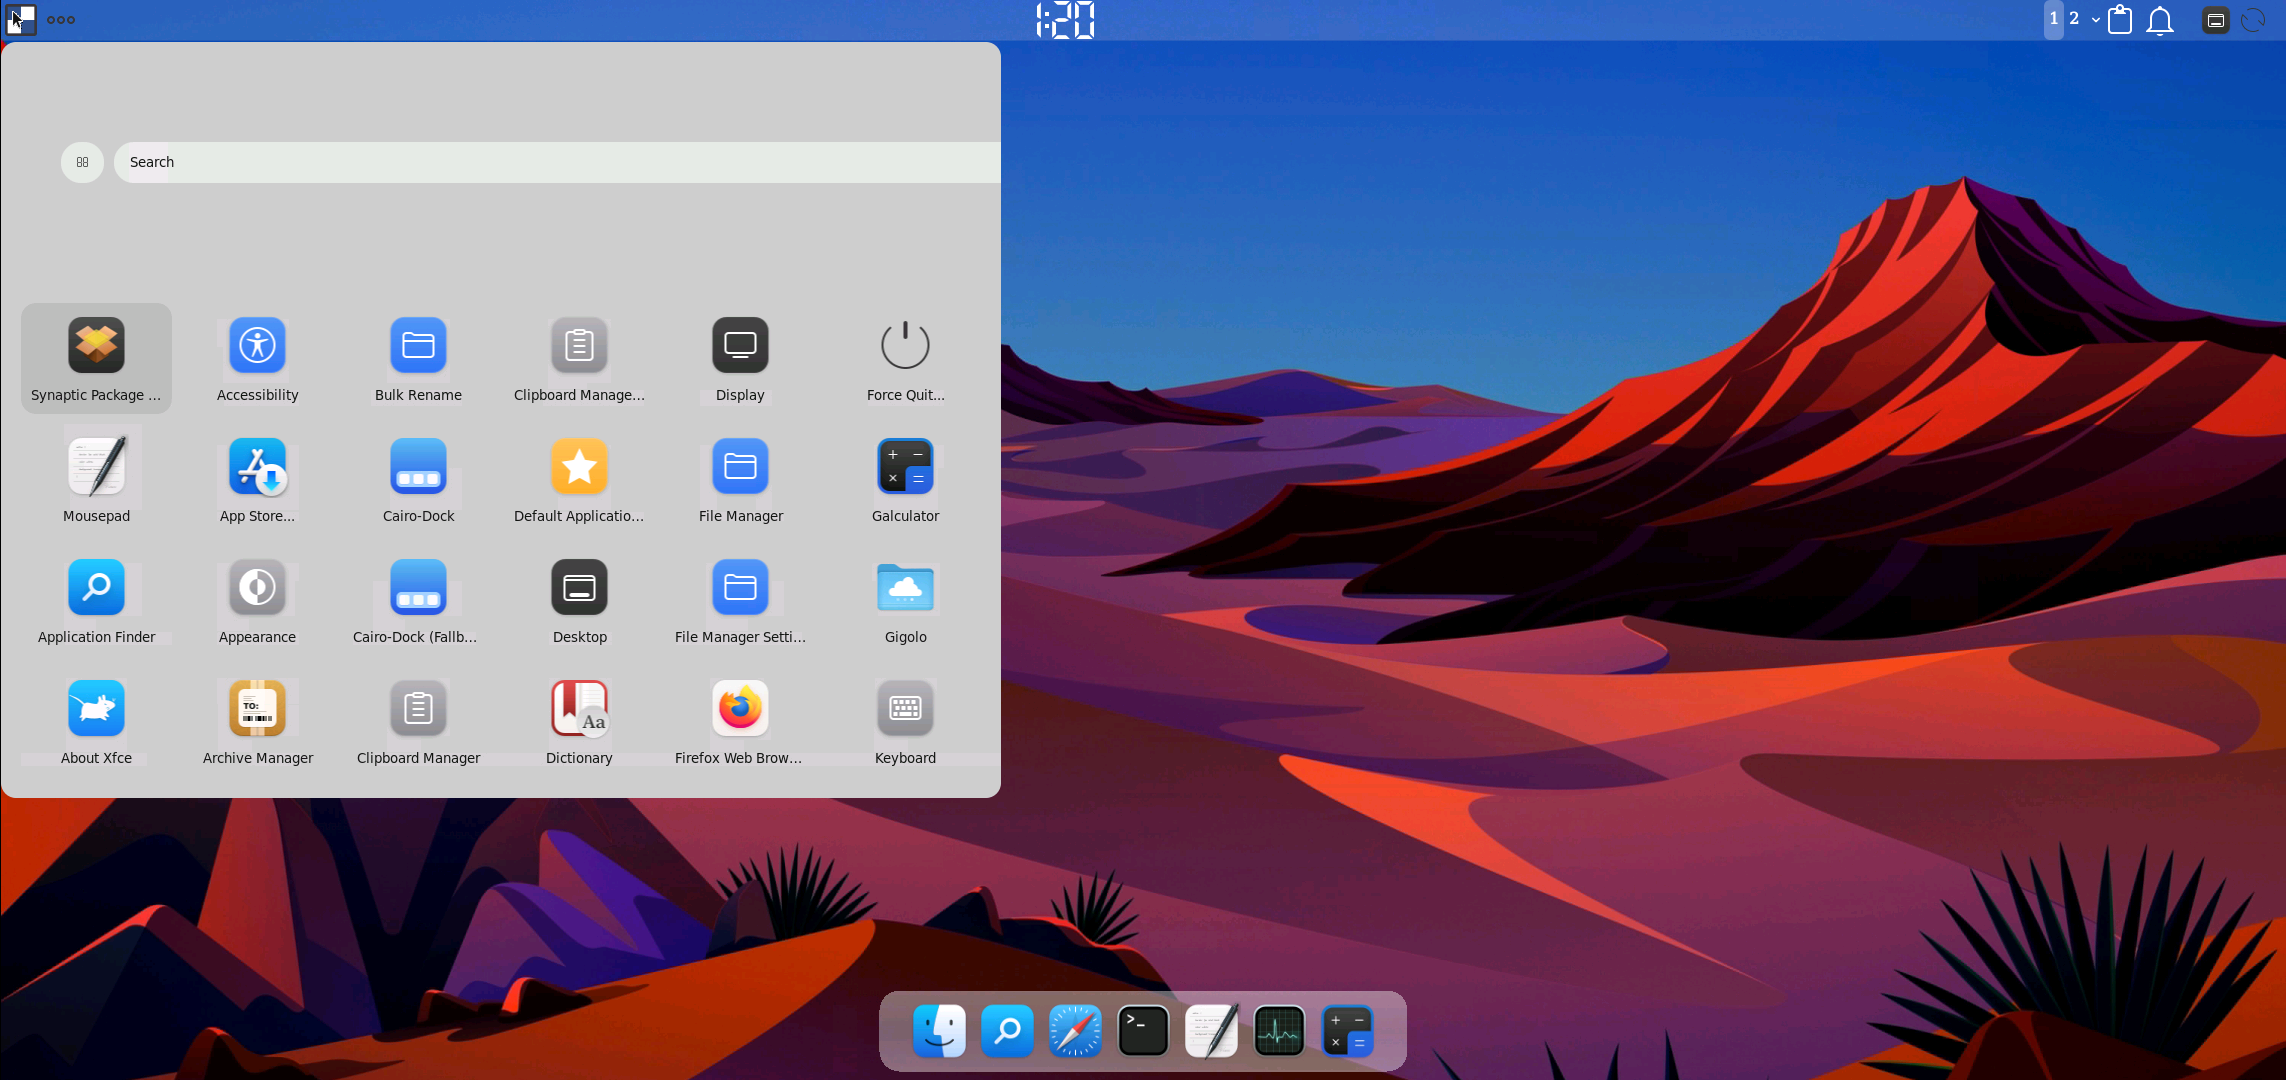 1:20
1 2
Search
Synaptic Package ...
Accessibility
Bulk Rename
Clipboard Manage...
Display
Force Quit...
Mousepad
App Store...
Cairo-Dock
Default Applicatio...
File Manager
Galculator
Application Finder
Appearance
Cairo-Dock (Fallb...
Desktop
File Manager Setti...
Gigolo
TO:
Aa
About Xfce
Archive Manager
Clipboard Manager
Dictionary
Firefox Web Brow...
Keyboard
>_